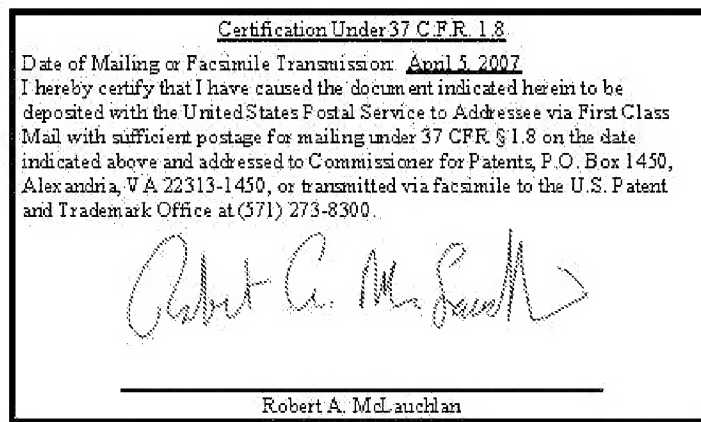 Certification Under 37 C.F.R. 1.8
Date of Mailing or Facsimile Transmission: April 5, 2007
I hereby certify that I have caused the document indicated herein to be
deposited with the United States Postal Service to Addressee via First Class
Mail with sufficient postage for mailing under 37 CFR § 1.8 on the date
indicated above and addressed to Commissioner for Patents, P.O. Box 1450,
Alexandria, VA 22313-1450, or transmitted via facsimile to the U.S. Patent
and Trademark Office at (571) 273-8300.
Robert A. McLauchlan
Robert A. McLauchlan